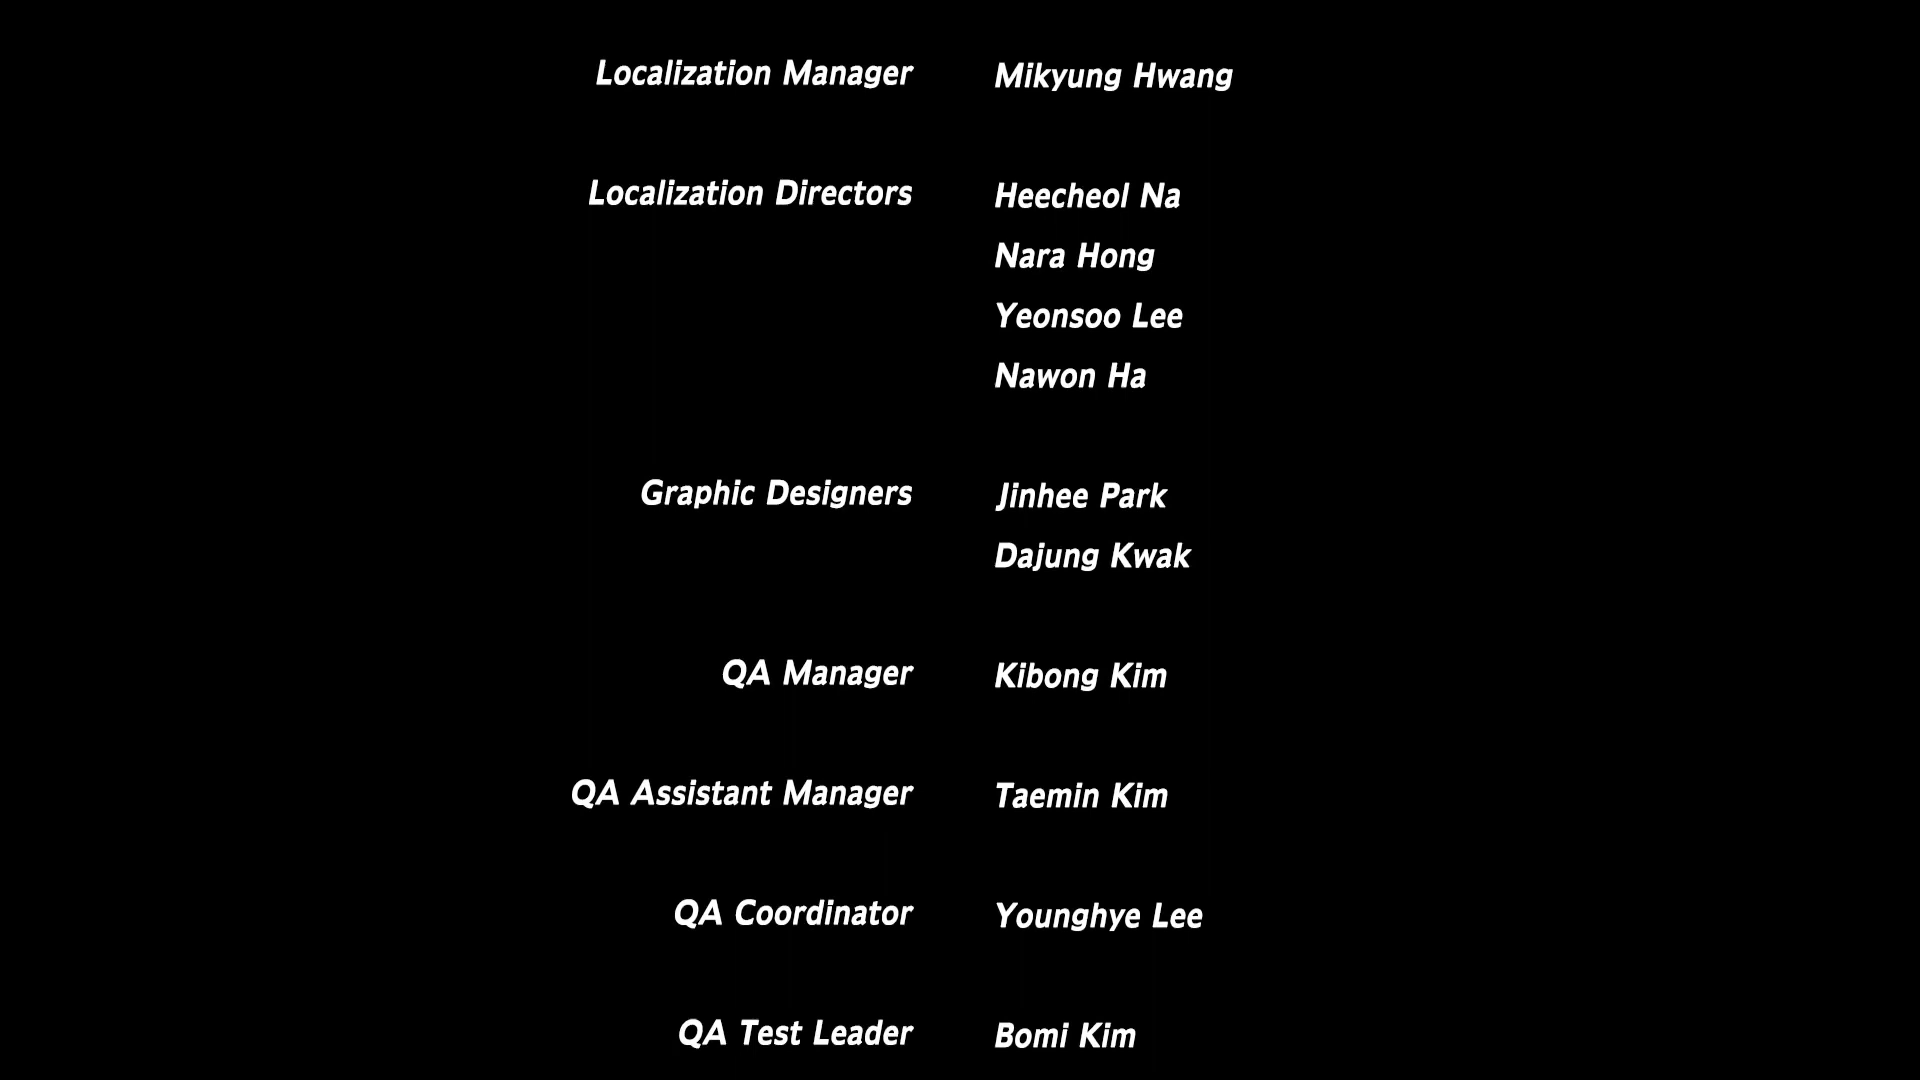 Localization Manager Mikyung Hwang
Localization Directors Heecheol Na
Nara Hong
Yeonsoo Lee
Nawon Ha
Graphic Designers Jinhee Park
Dajung Kwak
QA Manager Kibong Kim
QA Assistant Manager Taemin Kim
QA Coordinator Younghye Lee
QA Test Leader Bomi Kim